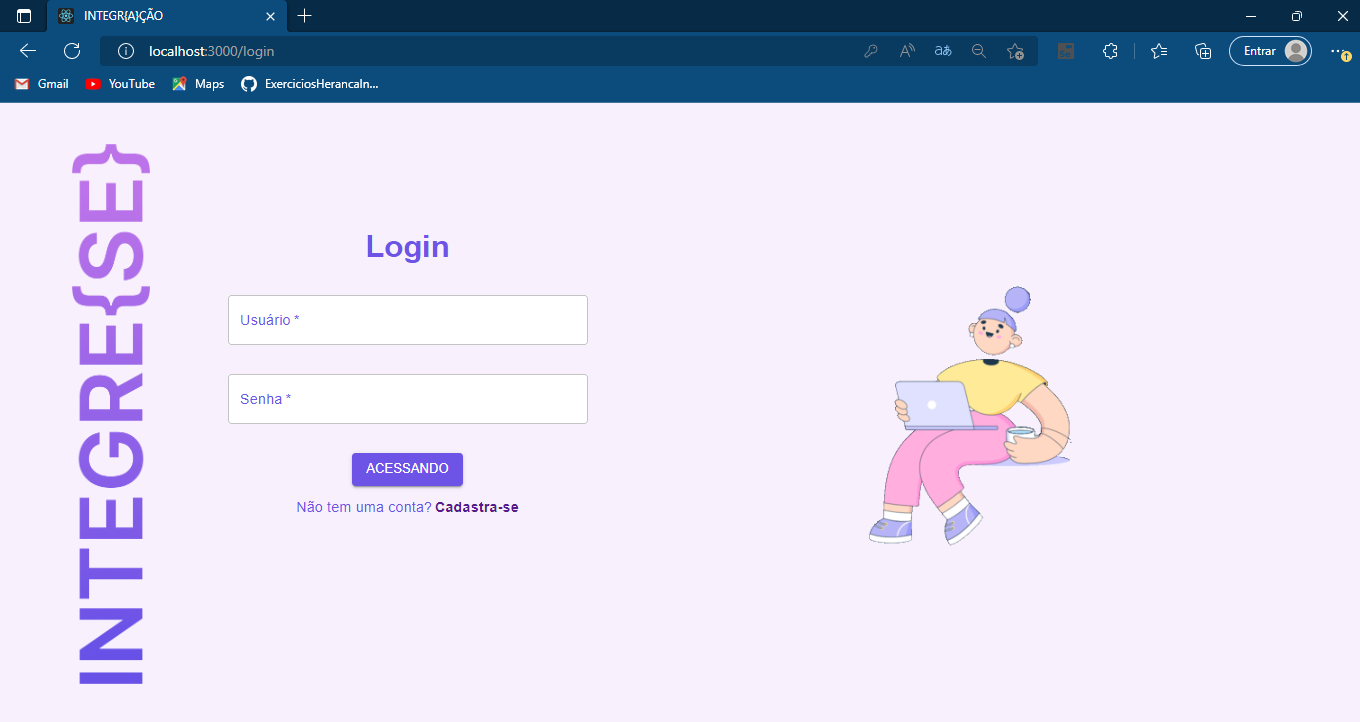 INTEGR{A}ÇÃO
localhost:3000/login
Entrar
Gmail
YouTube
Maps
ExerciciosHerancaIn...
INTEGRE{SE}
Login
Usuário *
Senha *
ACESSANDO
Não tem uma conta? Cadastra-se